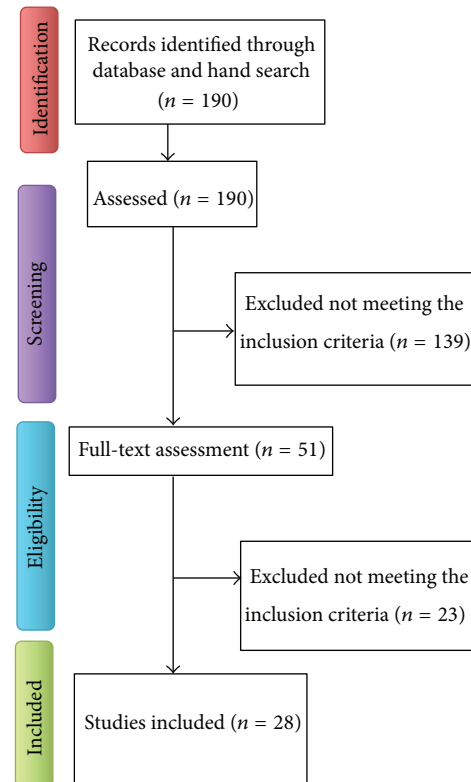 Identification
Records identified through
database and hand search
(n = 190)
Assessed (n = 190)
Screening
Excluded not meeting the
inclusion criteria (n = 139)
Full-text assessment (n = 51)
Eligibility
Excluded not meeting the
inclusion criteria (n = 23)
Included
Studies included (n = 28)